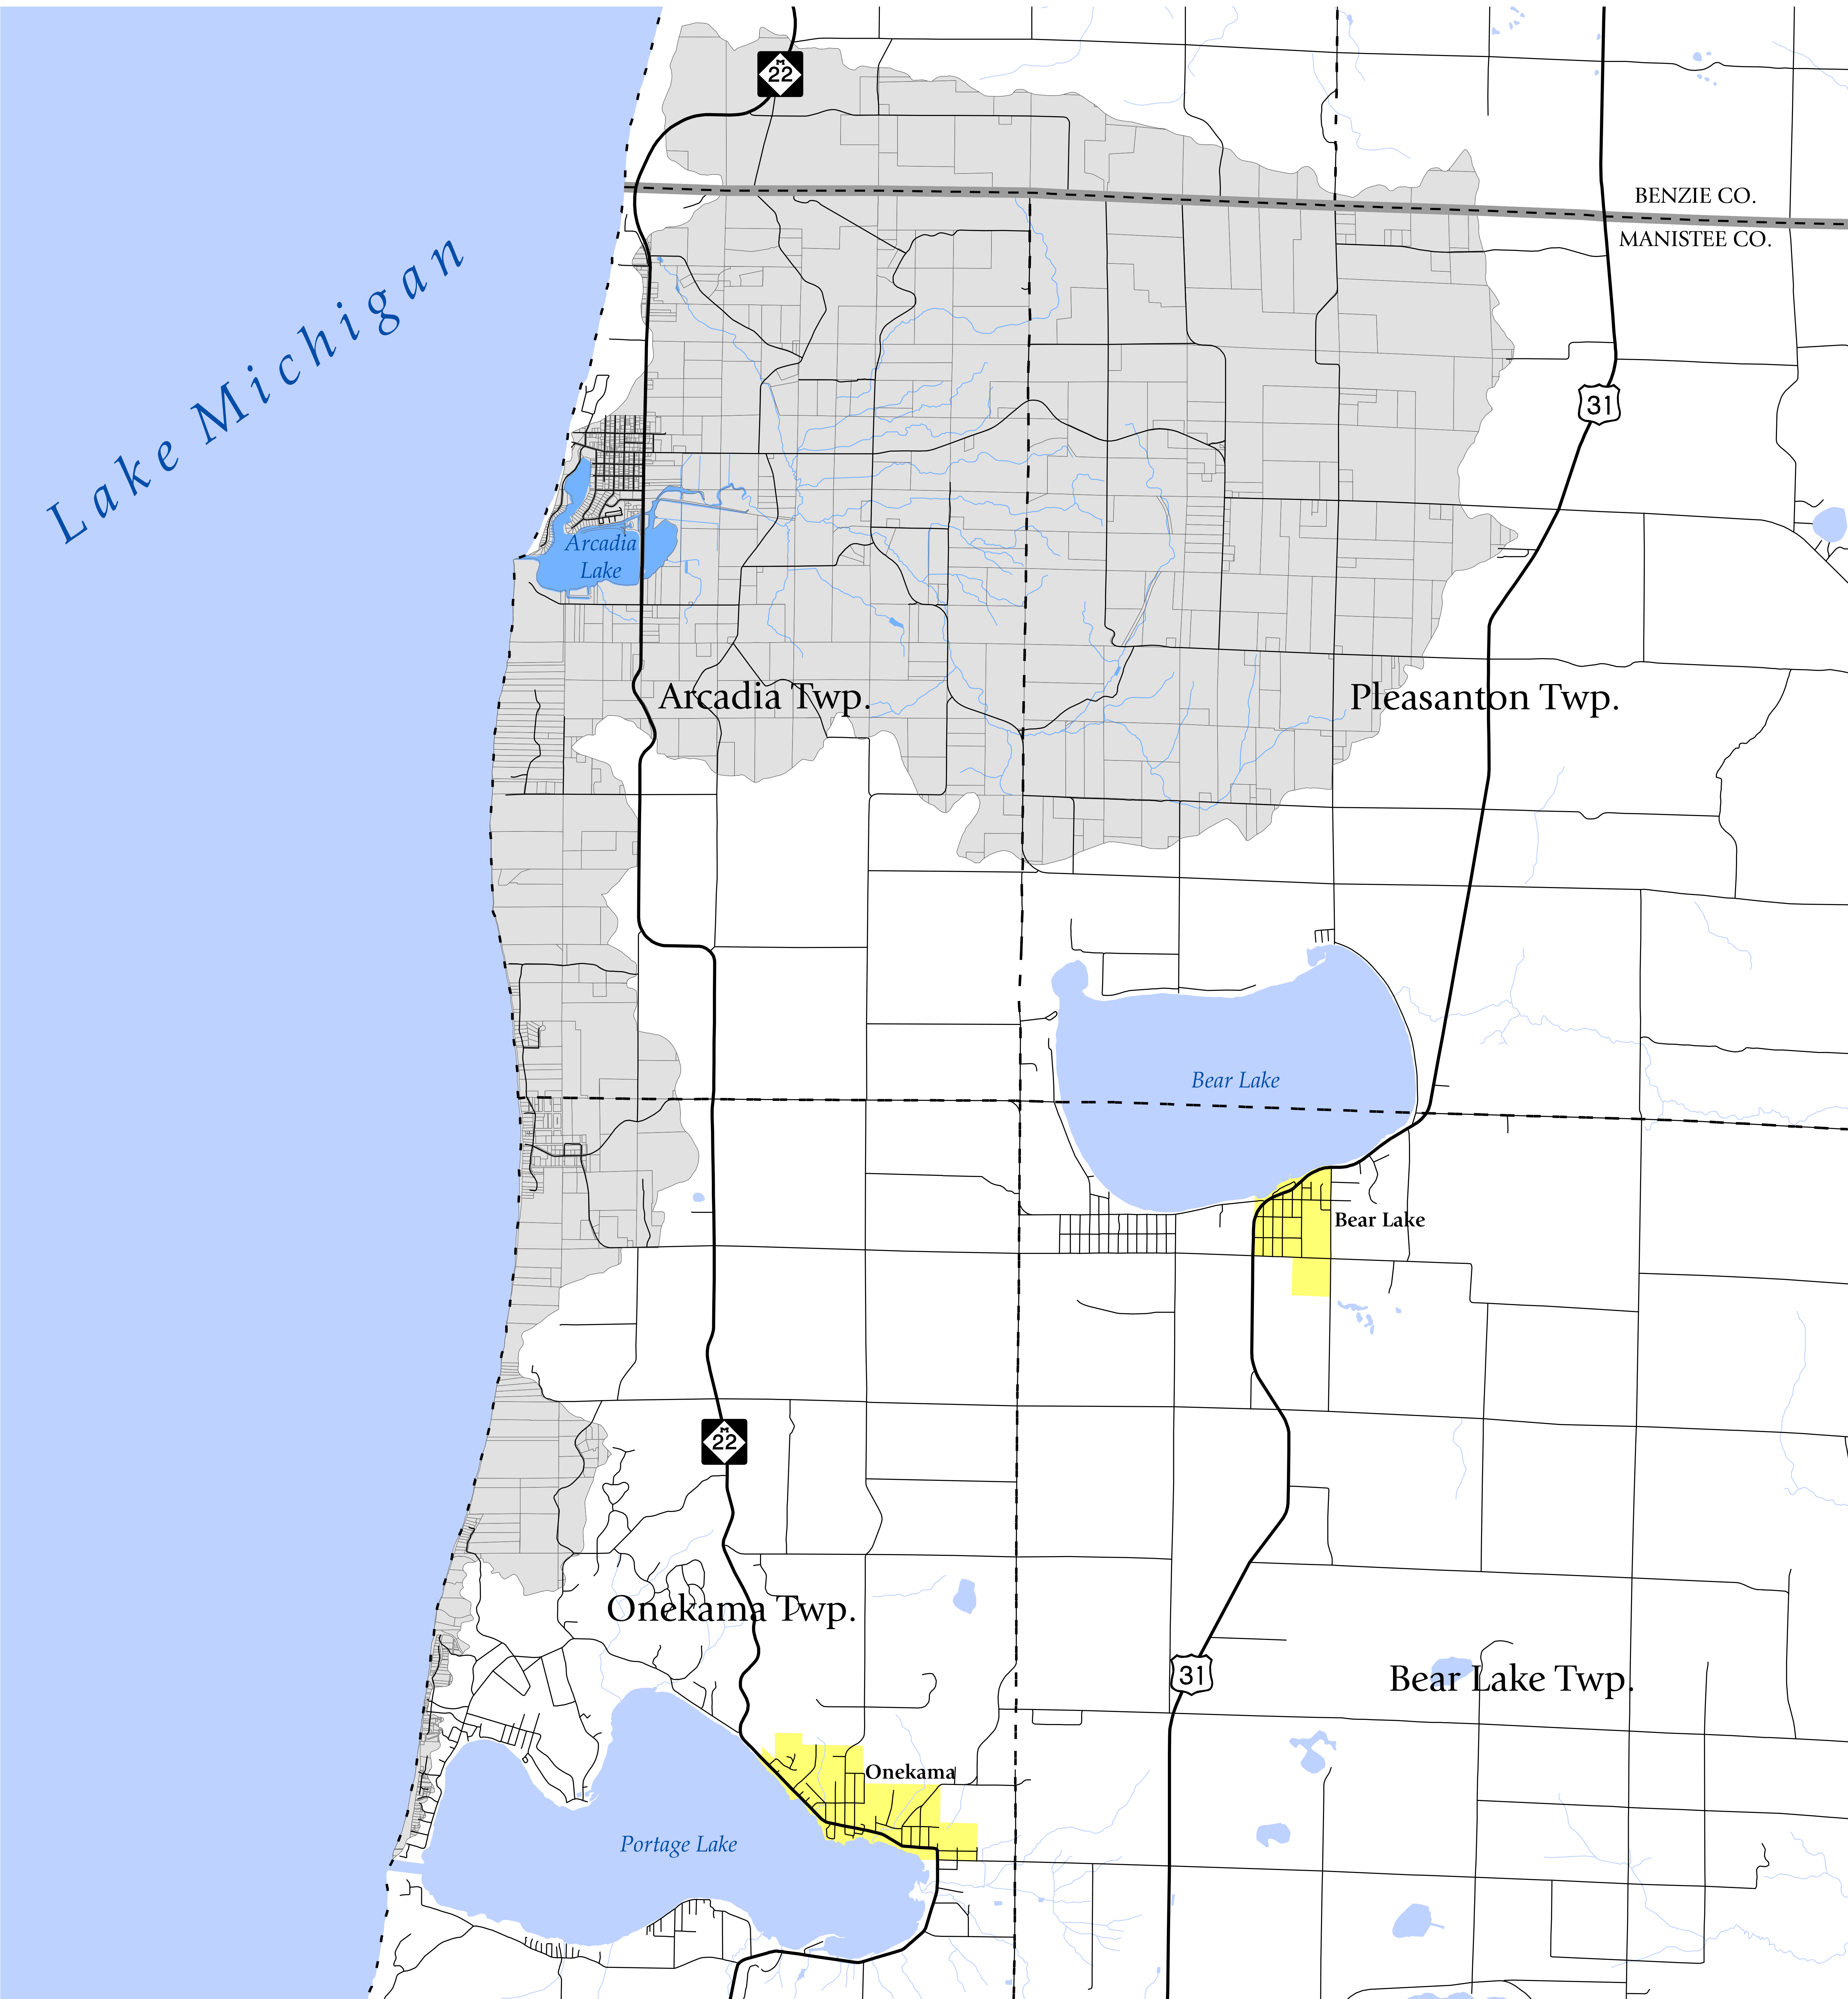 M
22
BENZIE CO.
MANISTEE CO.
Lake Michigan
31
Arcadia
Lake
Arcadia Twp.
Pleasanton Twp.
Bear Lake
Bear Lake
M
22
Onekama Twp.
31
Bear Lake Twp.
Onekama
Portage Lake